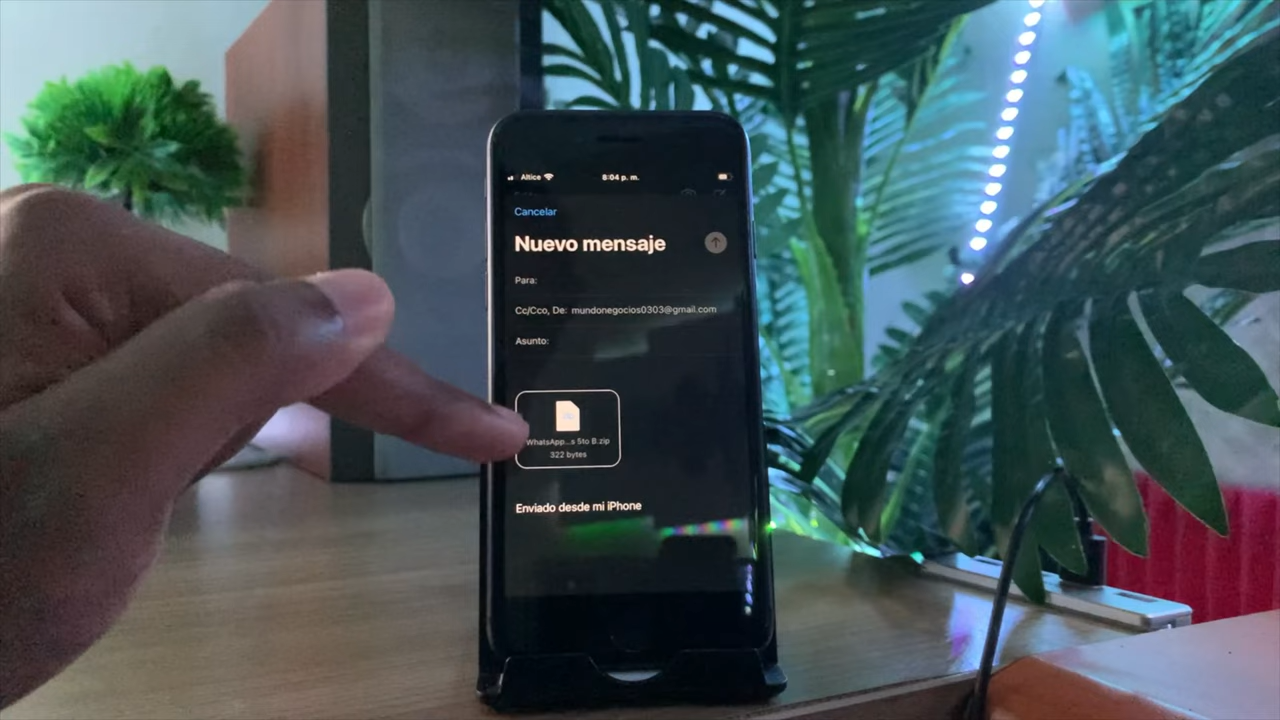 Altice 8:04 p. m.
Cancelar
Nuevo mensaje
Para:
Cc/Cco, De: mundonegocios0303@gmail.com
Asunto:
WhatsApp...s 5to B.zip
322 bytes
Enviado desde mi iPhone